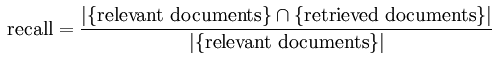 recall = |{relevant documents} ∩ {retrieved documents}| / |{relevant documents}|